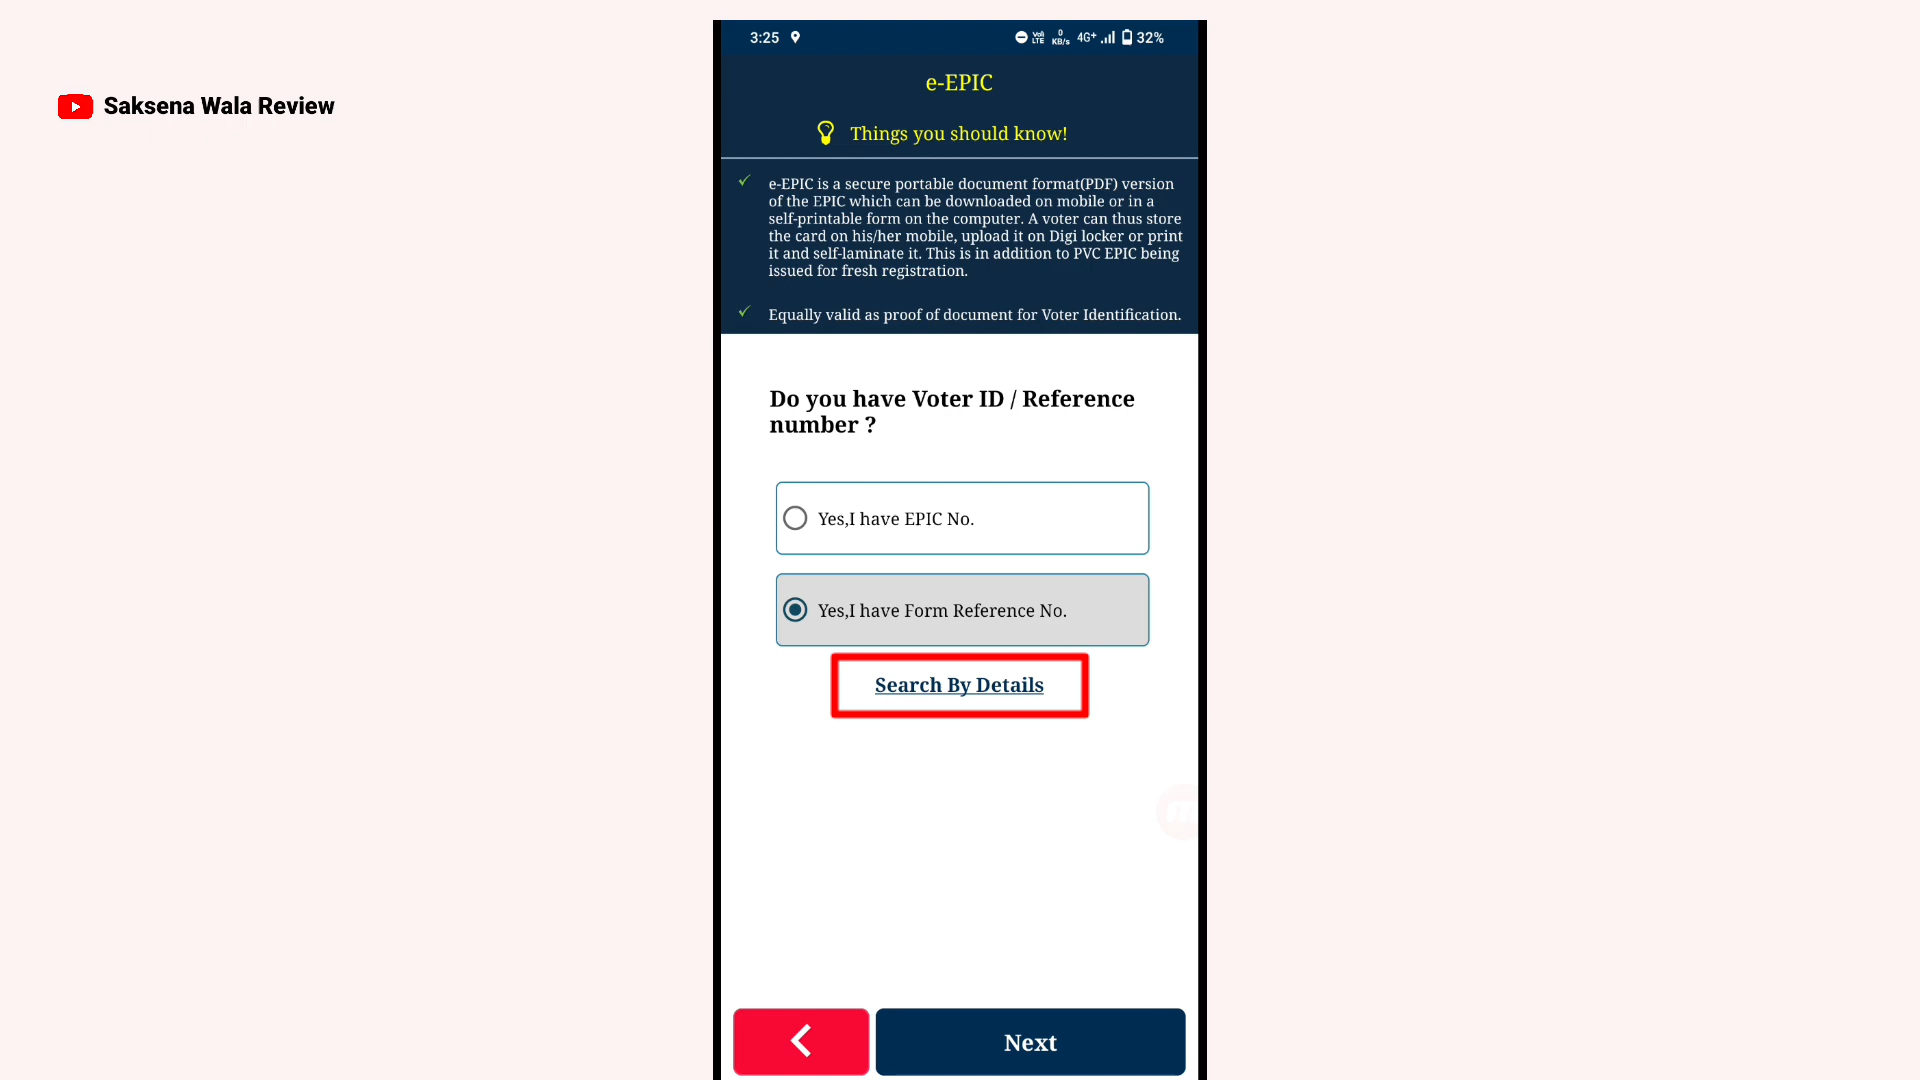 Saksena Wala Review
3:25
Vo) LTE
0 KB/s
4G+
32%
e-EPIC
Things you should know!
e-EPIC is a secure portable document format(PDF) version
of the EPIC which can be downloaded on mobile or in a
self-printable form on the computer. A voter can thus store
the card on his/her mobile, upload it on Digi locker or print
it and self-laminate it. This is in addition to PVC EPIC being
issued for fresh registration.
Equally valid as proof of document for Voter Identification.
Do you have Voter ID / Reference
number ?
Yes,I have EPIC No.
Yes,I have Form Reference No.
Search By Details
Next